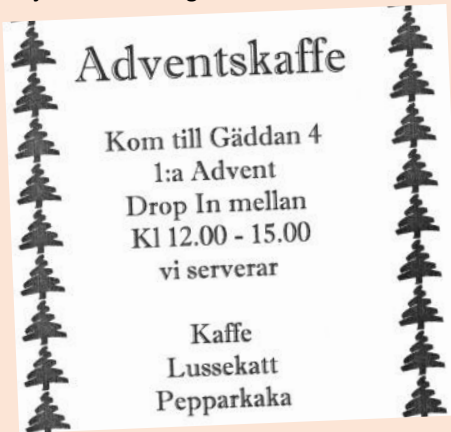 Adventskaffe
Kom till Gäddan 4
1:a Advent
Drop In mellan
Kl 12.00 - 15.00
vi serverar
Kaffe
Lussekatt
Pepparkaka